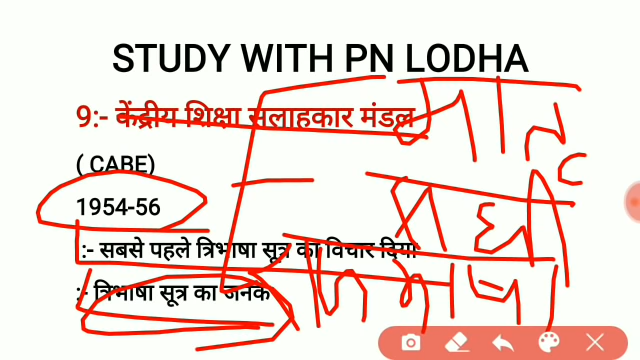 STUDY WITH PN LODHA
9:- केंद्रीय शिक्षा सलाहकार मंडल
( CABE)
1954-56
:- सबसे पहले त्रिभाषा सूत्र का विचार दिया
:- त्रिभाषा सूत्र का जनक